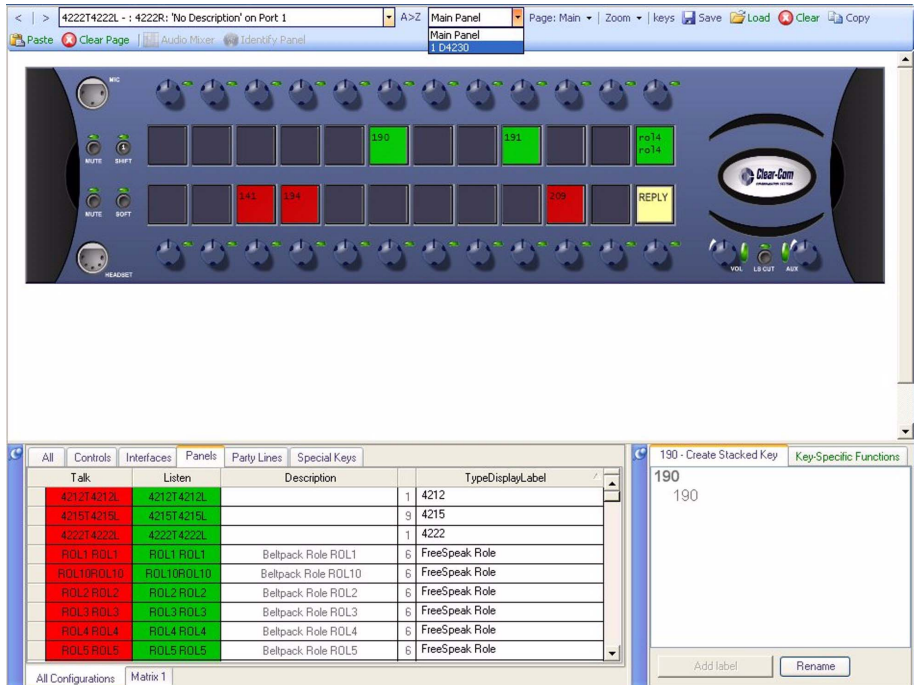 < | > 4222T4222L - : 4222R: 'No Description' on Port 1 A>Z Main Panel Page: Main | Zoom | keys Save Load Clear Copy
Main Panel
1 D4230
Paste Clear Page | Audio Mixer Identify Panel
MIC
190 191 rol4
rol4
MUTE SHIFT
Clear-Com
141 194 209 REPLY
MUTE SOFT
HEADSET
VOL LS CUT AUX
All Controls Interfaces Panels Party Lines Special Keys
Talk Listen Description TypeDisplayLabel
4212T4212L 4212T4212L 1 4212
4215T4215L 4215T4215L 9 4215
4222T4222L 4222T4222L 1 4222
ROL1 ROL1 ROL1 ROL1 Beltpack Role ROL1 6 FreeSpeak Role
ROL10ROL10 ROL10ROL10 Beltpack Role ROL10 6 FreeSpeak Role
ROL2 ROL2 ROL2 ROL2 Beltpack Role ROL2 6 FreeSpeak Role
ROL3 ROL3 ROL3 ROL3 Beltpack Role ROL3 6 FreeSpeak Role
ROL4 ROL4 ROL4 ROL4 Beltpack Role ROL4 6 FreeSpeak Role
ROL5 ROL5 ROL5 ROL5 Beltpack Role ROL5 6 FreeSpeak Role
All Configurations Matrix 1
190 - Create Stacked Key Key-Specific Functions
190
190
Add label Rename